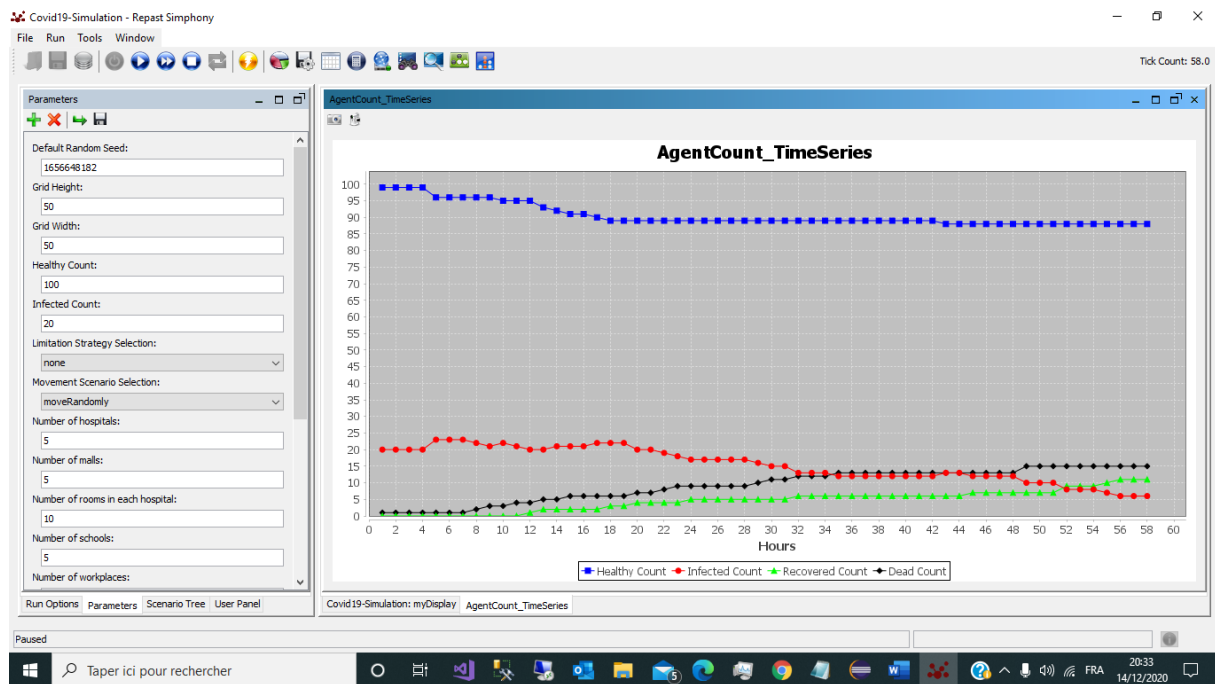 Covid19-Simulation - Repast Simphony
File Run Tools Window
Tick Count: 58.0
Parameters
Default Random Seed:
1656648182
Grid Height:
50
Grid Width:
50
Healthy Count:
100
Infected Count:
20
Limitation Strategy Selection:
none
Movement Scenario Selection:
moveRandomly
Number of hospitals:
5
Number of malls:
5
Number of rooms in each hospital:
10
Number of schools:
5
Number of workplaces:
Run Options Parameters Scenario Tree User Panel
AgentCount_TimeSeries
AgentCount_TimeSeries
100
95
90
85
80
75
70
65
60
55
50
45
40
35
30
25
20
15
10
5
0
0 2 4 6 8 10 12 14 16 18 20 22 24 26 28 30 32 34 36 38 40 42 44 46 48 50 52 54 56 58 60
Hours
Healthy Count Infected Count Recovered Count Dead Count
Covid19-Simulation: myDisplay AgentCount_TimeSeries
Paused
Taper ici pour rechercher
5
FRA
20:33
14/12/2020